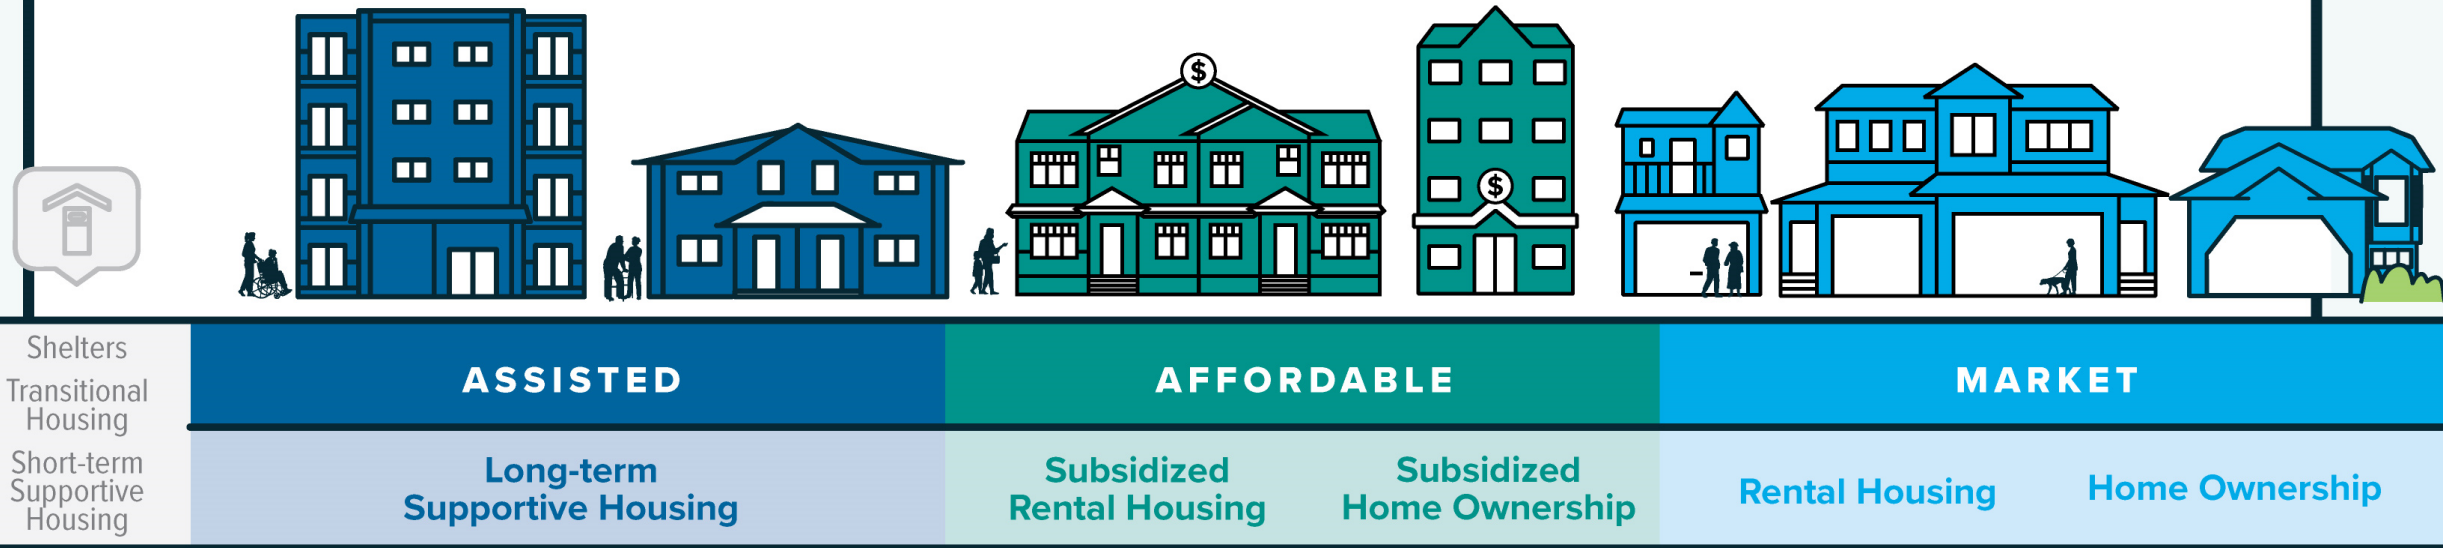 $
$
Shelters
Transitional
Housing
Short-term
Supportive
Housing
ASSISTED
Long-term
Supportive Housing
AFFORDABLE
Subsidized
Rental Housing
Subsidized
Home Ownership
MARKET
Rental Housing
Home Ownership